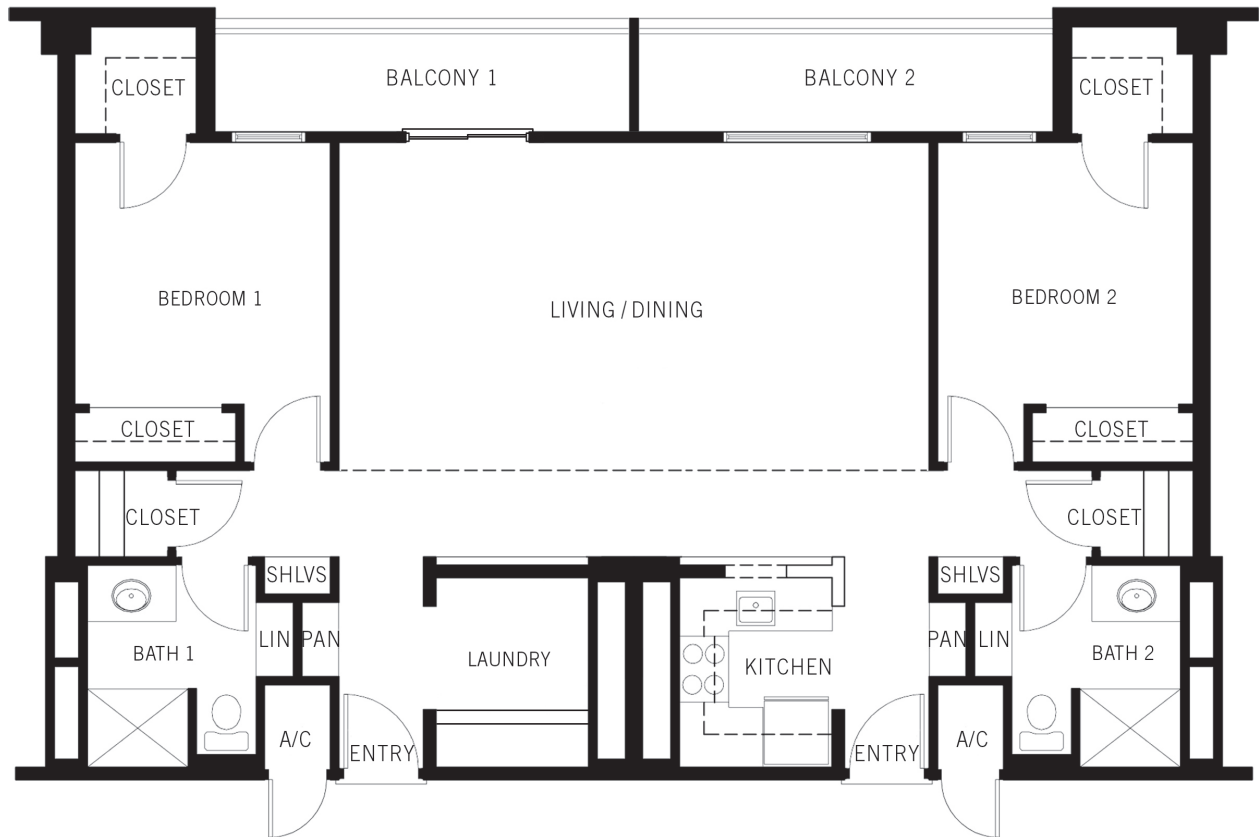 BALCONY 1
BALCONY 2
CLOSET
CLOSET
BEDROOM 1
LIVING / DINING
BEDROOM 2
CLOSET
CLOSET
CLOSET
CLOSET
SHLVS
SHLVS
LIN
PAN
PAN
LIN
BATH 1
LAUNDRY
KITCHEN
BATH 2
A/C
ENTRY
ENTRY
A/C